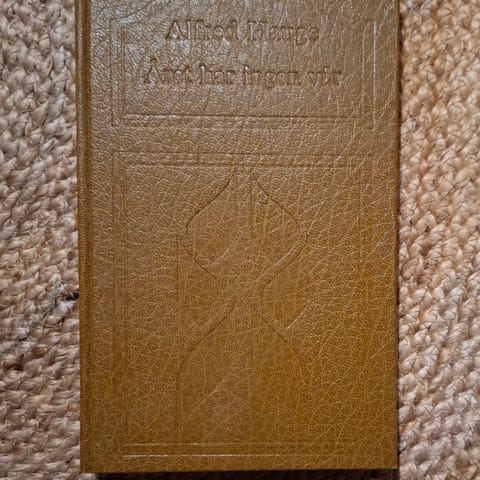 Alfred Hauge
Året har ingen vår